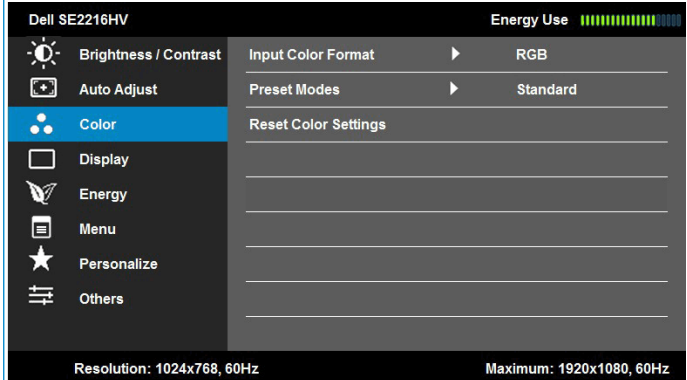 Dell SE2216HV Energy Use
Brightness / Contrast Input Color Format RGB
Auto Adjust Preset Modes Standard
Color Reset Color Settings
Display
Energy
Menu
Personalize
Others
Resolution: 1024x768, 60Hz Maximum: 1920x1080, 60Hz